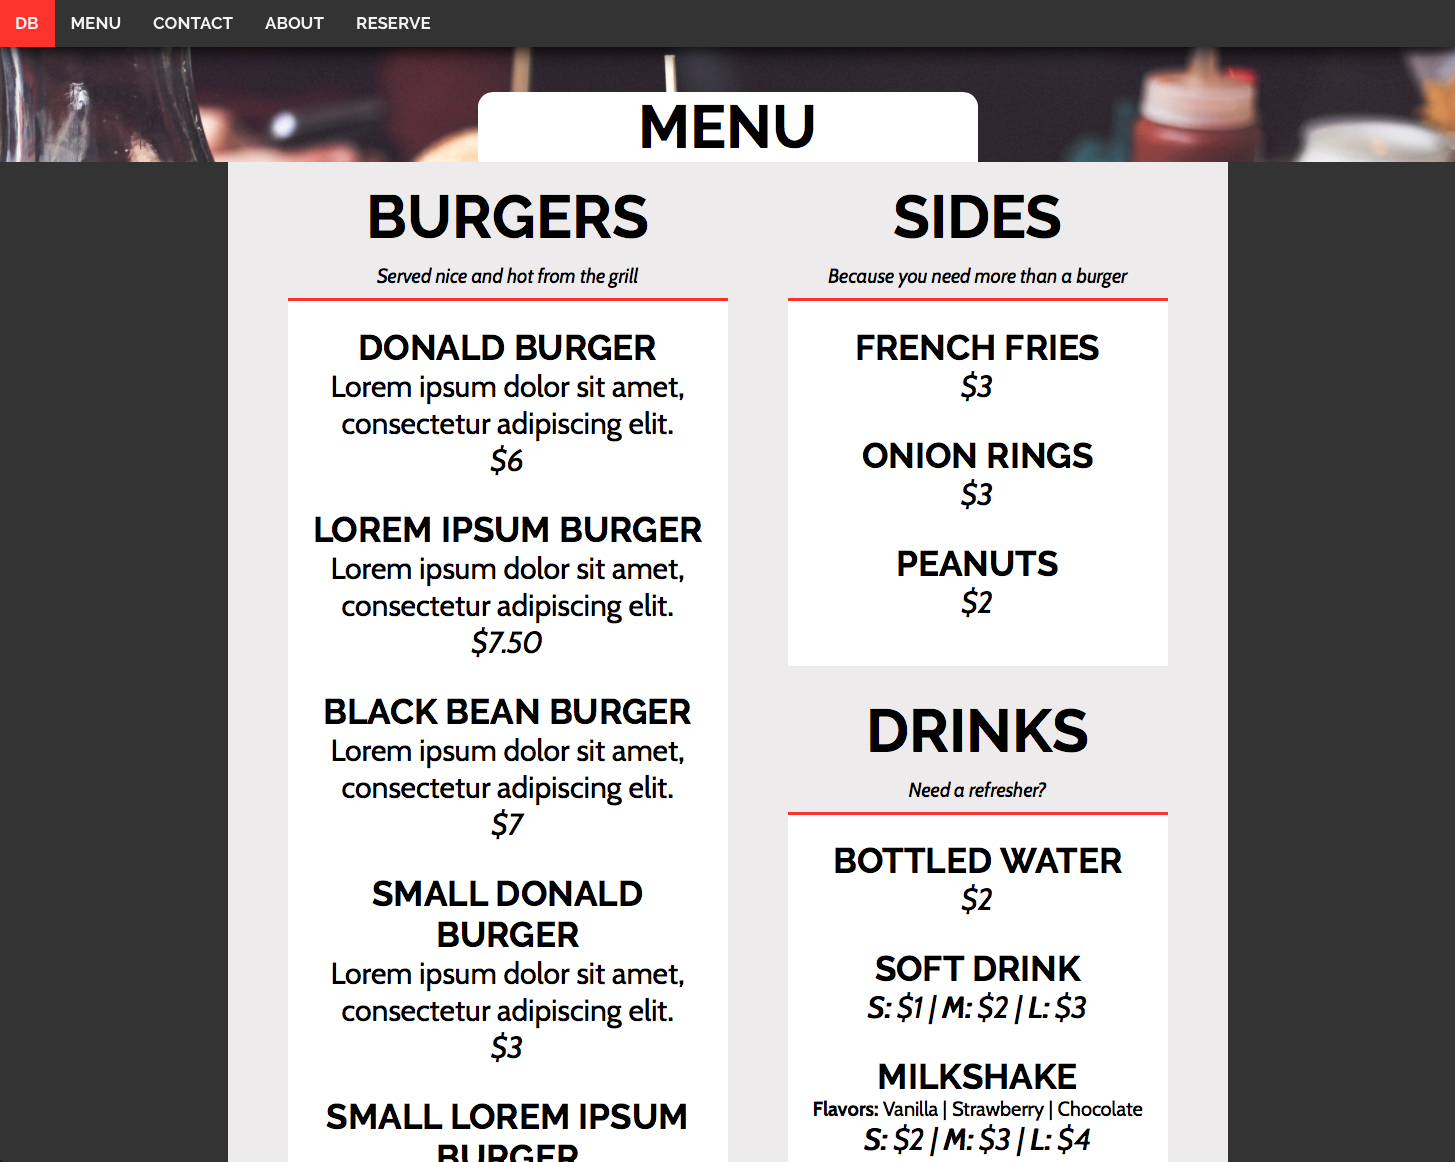 DB MENU CONTACT ABOUT RESERVE
MENU
BURGERS
Served nice and hot from the grill
DONALD BURGER
Lorem ipsum dolor sit amet,
consectetur adipiscing elit.
$6
LOREM IPSUM BURGER
Lorem ipsum dolor sit amet,
consectetur adipiscing elit.
$7.50
BLACK BEAN BURGER
Lorem ipsum dolor sit amet,
consectetur adipiscing elit.
$7
SMALL DONALD
BURGER
Lorem ipsum dolor sit amet,
consectetur adipiscing elit.
$3
SMALL LOREM IPSUM
BURGER
SIDES
Because you need more than a burger
FRENCH FRIES
$3
ONION RINGS
$3
PEANUTS
$2
DRINKS
Need a refresher?
BOTTLED WATER
$2
SOFT DRINK
S: $1 | M: $2 | L: $3
MILKSHAKE
Flavors: Vanilla | Strawberry | Chocolate
S: $2 | M: $3 | L: $4